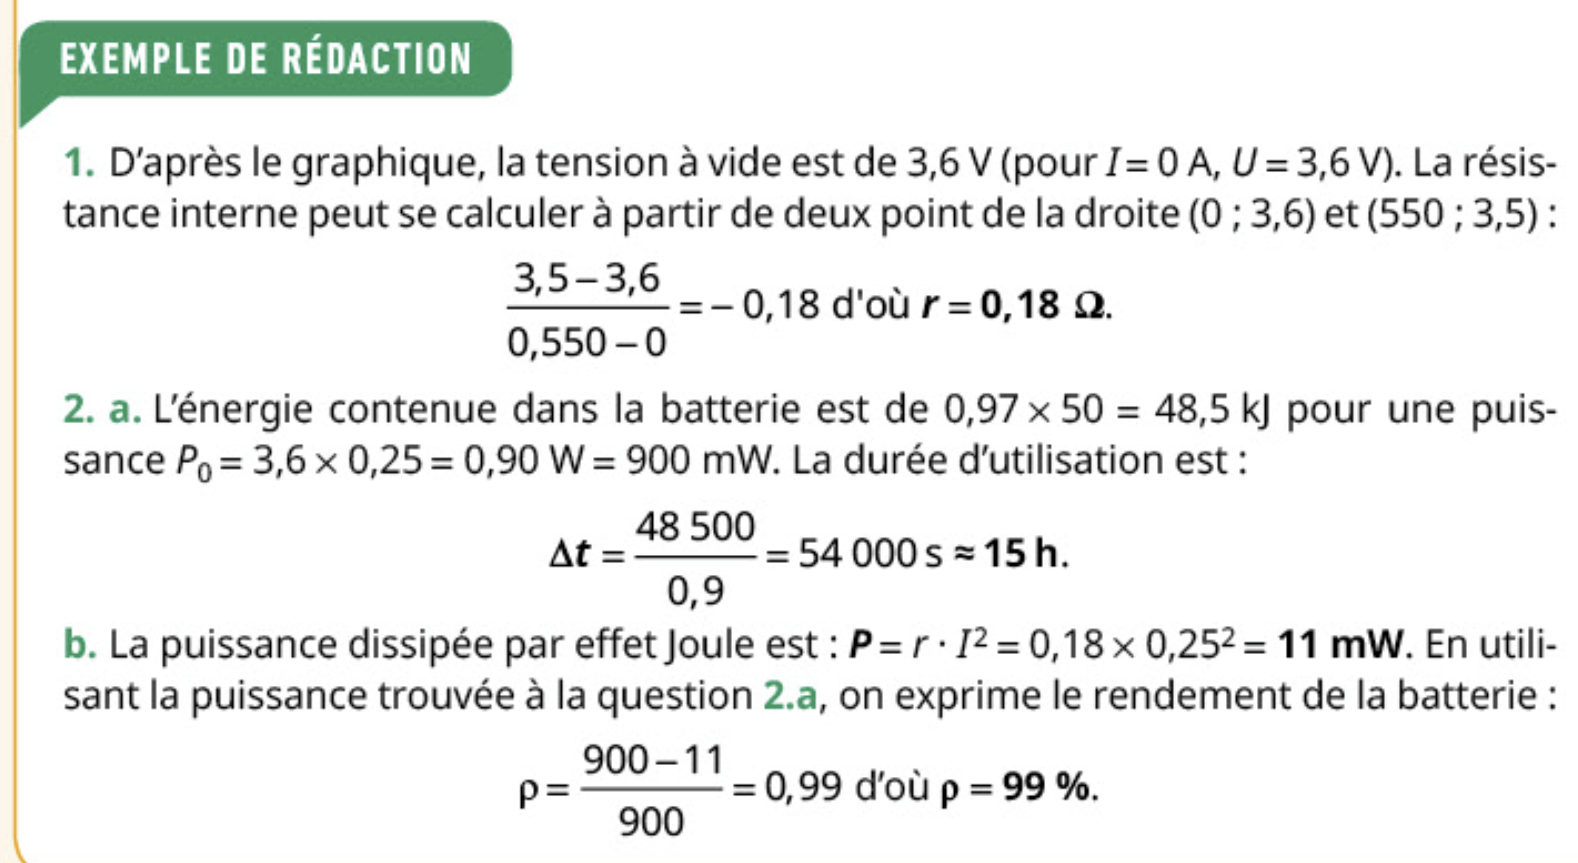 EXEMPLE DE RÉDACTION
1. D'après le graphique, la tension à vide est de 3,6 V (pour I = 0 A, U = 3,6 V). La résis-
tance interne peut se calculer à partir de deux point de la droite (0 ; 3,6) et (550 ; 3,5) :
(3,5 – 3,6) / (0,550 – 0) = – 0,18 d'où r = 0,18 Ω.
2. a. L'énergie contenue dans la batterie est de 0,97 × 50 = 48,5 kJ pour une puis-
sance P₀ = 3,6 × 0,25 = 0,90 W = 900 mW. La durée d'utilisation est :
Δt = 48 500 / 0,9 = 54 000 s ≈ 15 h.
b. La puissance dissipée par effet Joule est : P = r · I² = 0,18 × 0,25² = 11 mW. En utili-
sant la puissance trouvée à la question 2.a, on exprime le rendement de la batterie :
ρ = (900 – 11) / 900 = 0,99 d'où ρ = 99 %.